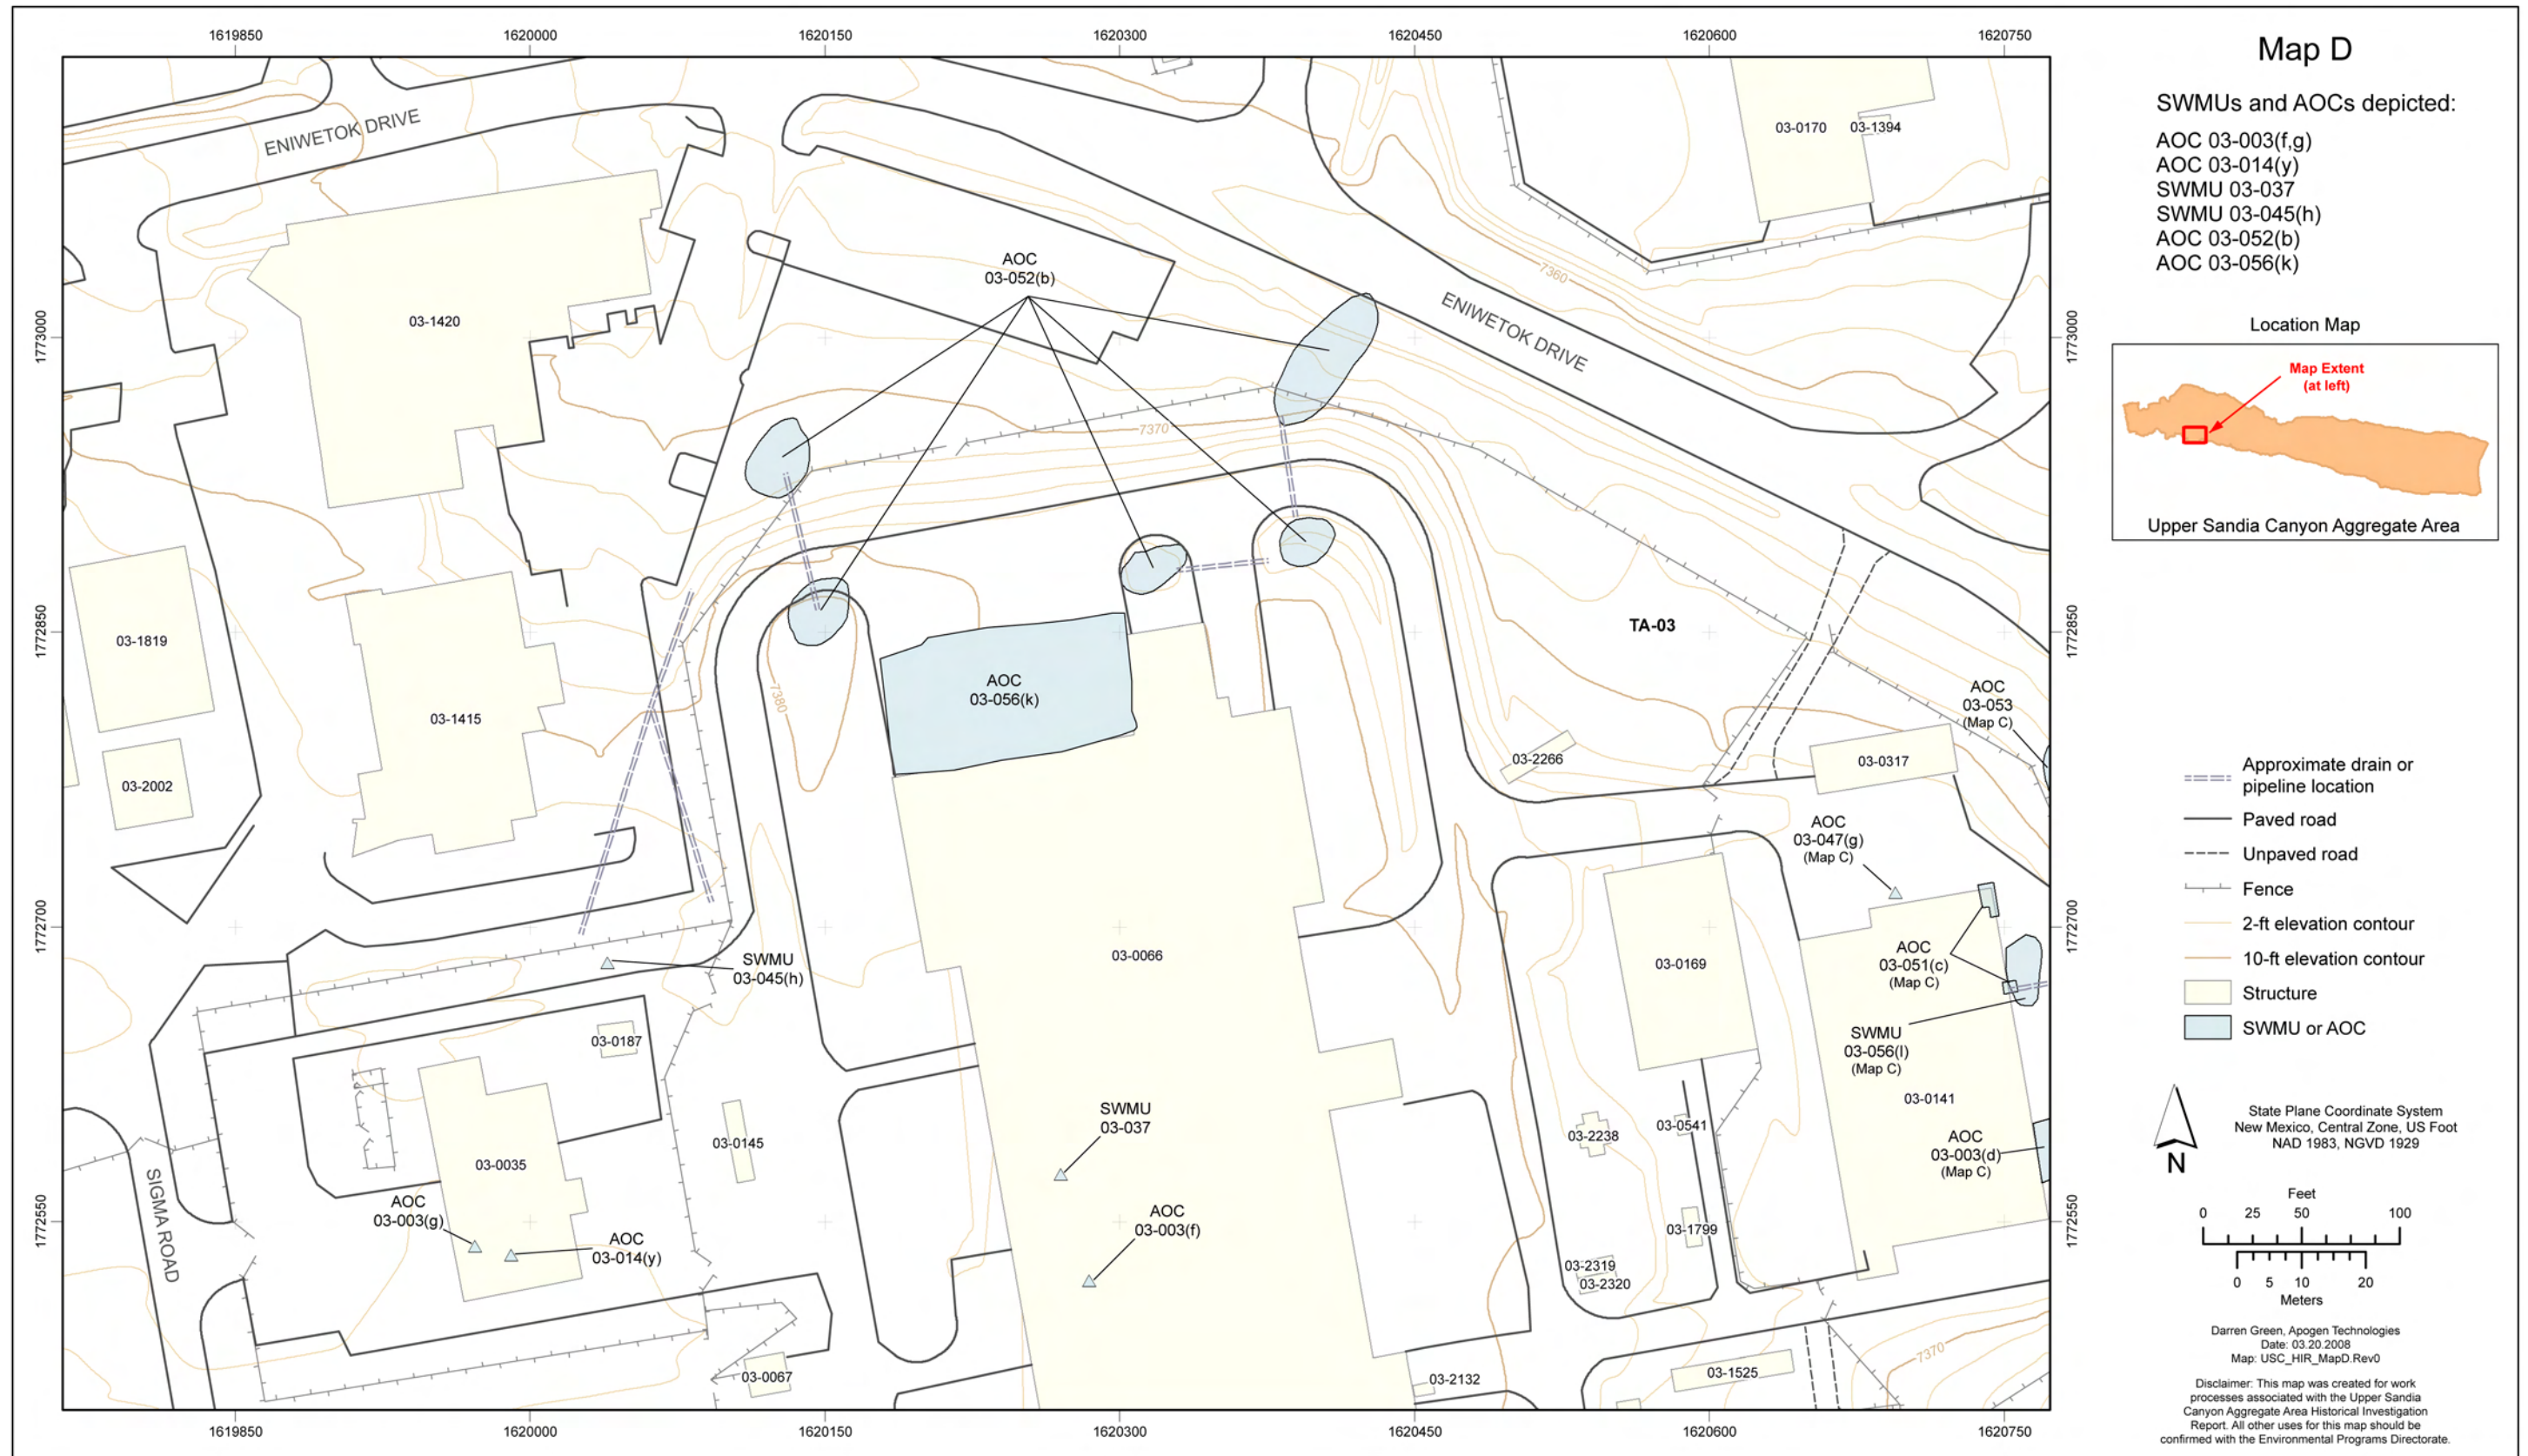 1619850
1620000
1620150
1620300
1620450
1620600
1620750
Map D
SWMUs and AOCs depicted:
AOC 03-003(f,g)
AOC 03-014(y)
SWMU 03-037
SWMU 03-045(h)
AOC 03-052(b)
AOC 03-056(k)
Location Map
Map Extent
(at left)
Upper Sandia Canyon Aggregate Area
Approximate drain or
pipeline location
Paved road
Unpaved road
Fence
2-ft elevation contour
10-ft elevation contour
Structure
SWMU or AOC
N
State Plane Coordinate System
New Mexico, Central Zone, US Foot
NAD 1983, NGVD 1929
Feet
0 25 50 100
0 5 10 20
Meters
Darren Green, Apogen Technologies
Date: 03.20.2008
Map: USC_HIR_MapD.Rev0
Disclaimer: This map was created for work
processes associated with the Upper Sandia
Canyon Aggregate Area Historical Investigation
Report. All other uses for this map should be
confirmed with the Environmental Programs Directorate.
1773000
1772850
1772700
1772550
1773000
1772850
1772700
1772550
ENIWETOK DRIVE
03-0170
03-1394
AOC
03-052(b)
7360
ENIWETOK DRIVE
03-1420
7370
TA-03
03-1819
03-1415
03-2002
7380
AOC
03-056(k)
AOC
03-053
(Map C)
03-2266
03-0317
AOC
03-047(g)
(Map C)
SWMU
03-045(h)
03-0066
03-0169
AOC
03-051(c)
(Map C)
SWMU
03-056(l)
(Map C)
03-0141
AOC
03-003(d)
(Map C)
03-0187
03-0145
03-0035
SIGMA ROAD
AOC
03-003(g)
AOC
03-014(y)
SWMU
03-037
AOC
03-003(f)
03-2238
03-0541
03-1799
03-2319
03-2320
03-0067
03-2132
03-1525
7370
1619850
1620000
1620150
1620300
1620450
1620600
1620750